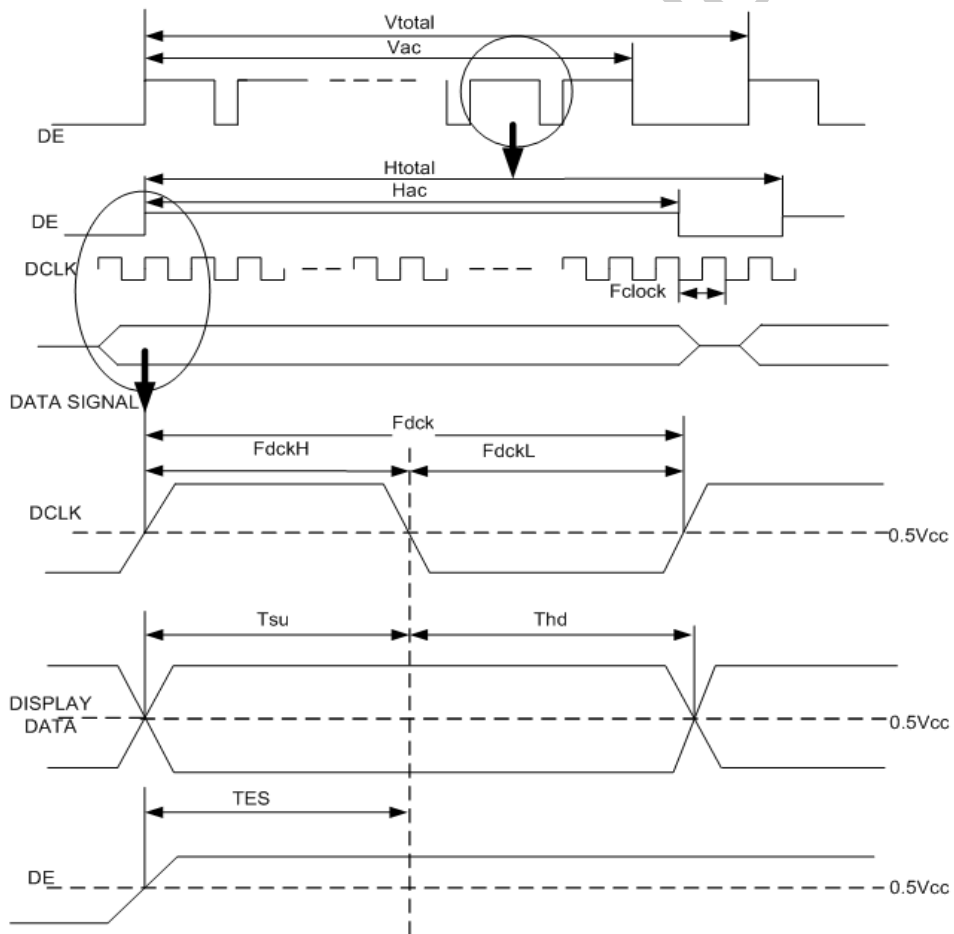 Vtotal
Vac
DE
Htotal
Hac
DE
DCLK
Fclock
DATA SIGNAL
Fdck
FdckH
FdckL
DCLK
0.5Vcc
Tsu
Thd
DISPLAY
DATA
0.5Vcc
TES
DE
0.5Vcc